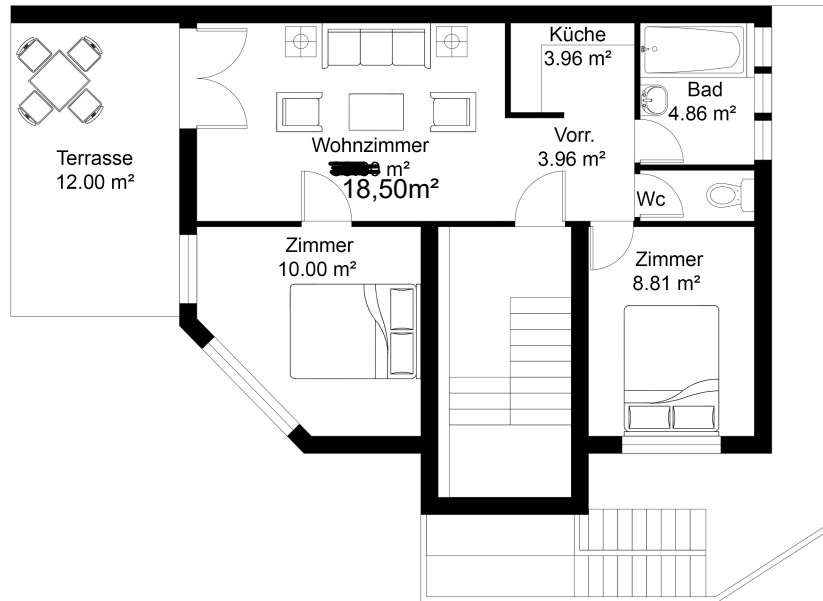 Küche
3.96 m²
Bad
4.86 m²
Terrasse
12.00 m²
Wohnzimmer
m²
18,50m²
Vorr.
3.96 m²
Wc
Zimmer
10.00 m²
Zimmer
8.81 m²